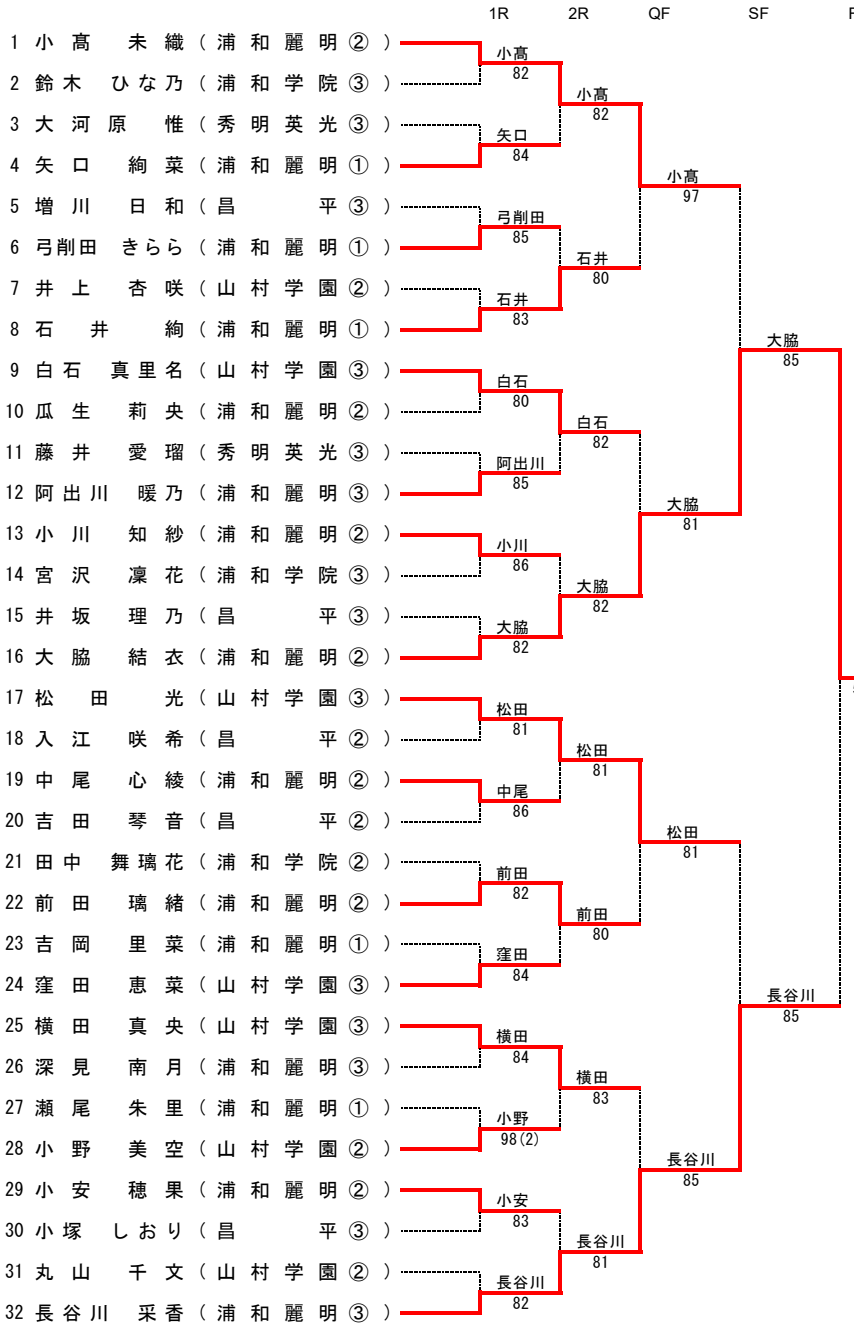 1R 2R QF SF F
1 小髙 未織 (浦和麗明②)
2 鈴木 ひな乃 (浦和学院③)
3 大河原 惟 (秀明英光③)
4 矢口 絢菜 (浦和麗明①)
5 増川 日和 (昌平③)
6 弓削田 きらら (浦和麗明①)
7 井上 杏咲 (山村学園②)
8 石井 絢 (浦和麗明①)
9 白石 真里名 (山村学園③)
10 瓜生 莉央 (浦和麗明②)
11 藤井 愛瑠 (秀明英光③)
12 阿出川 暖乃 (浦和麗明③)
13 小川 知紗 (浦和麗明②)
14 宮沢 凜花 (浦和学院③)
15 井坂 理乃 (昌平③)
16 大脇 結衣 (浦和麗明②)
17 松田 光 (山村学園③)
18 入江 咲希 (昌平②)
19 中尾 心綾 (浦和麗明②)
20 吉田 琴音 (昌平②)
21 田中 舞璃花 (浦和学院②)
22 前田 璃緒 (浦和麗明②)
23 吉岡 里菜 (浦和麗明①)
24 窪田 恵菜 (山村学園③)
25 横田 真央 (山村学園③)
26 深見 南月 (浦和麗明③)
27 瀬尾 朱里 (浦和麗明①)
28 小野 美空 (山村学園②)
29 小安 穂果 (浦和麗明②)
30 小塚 しおり (昌平③)
31 丸山 千文 (山村学園②)
32 長谷川 采香 (浦和麗明③)
小髙
82
矢口
84
弓削田
85
石井
83
白石
80
阿出川
85
小川
86
大脇
82
松田
81
中尾
86
前田
82
窪田
84
横田
84
小野
98(2)
小安
83
長谷川
82
小髙
82
石井
80
白石
82
大脇
82
松田
81
前田
80
横田
83
長谷川
81
小髙
97
大脇
81
松田
81
長谷川
85
大脇
85
長谷川
85